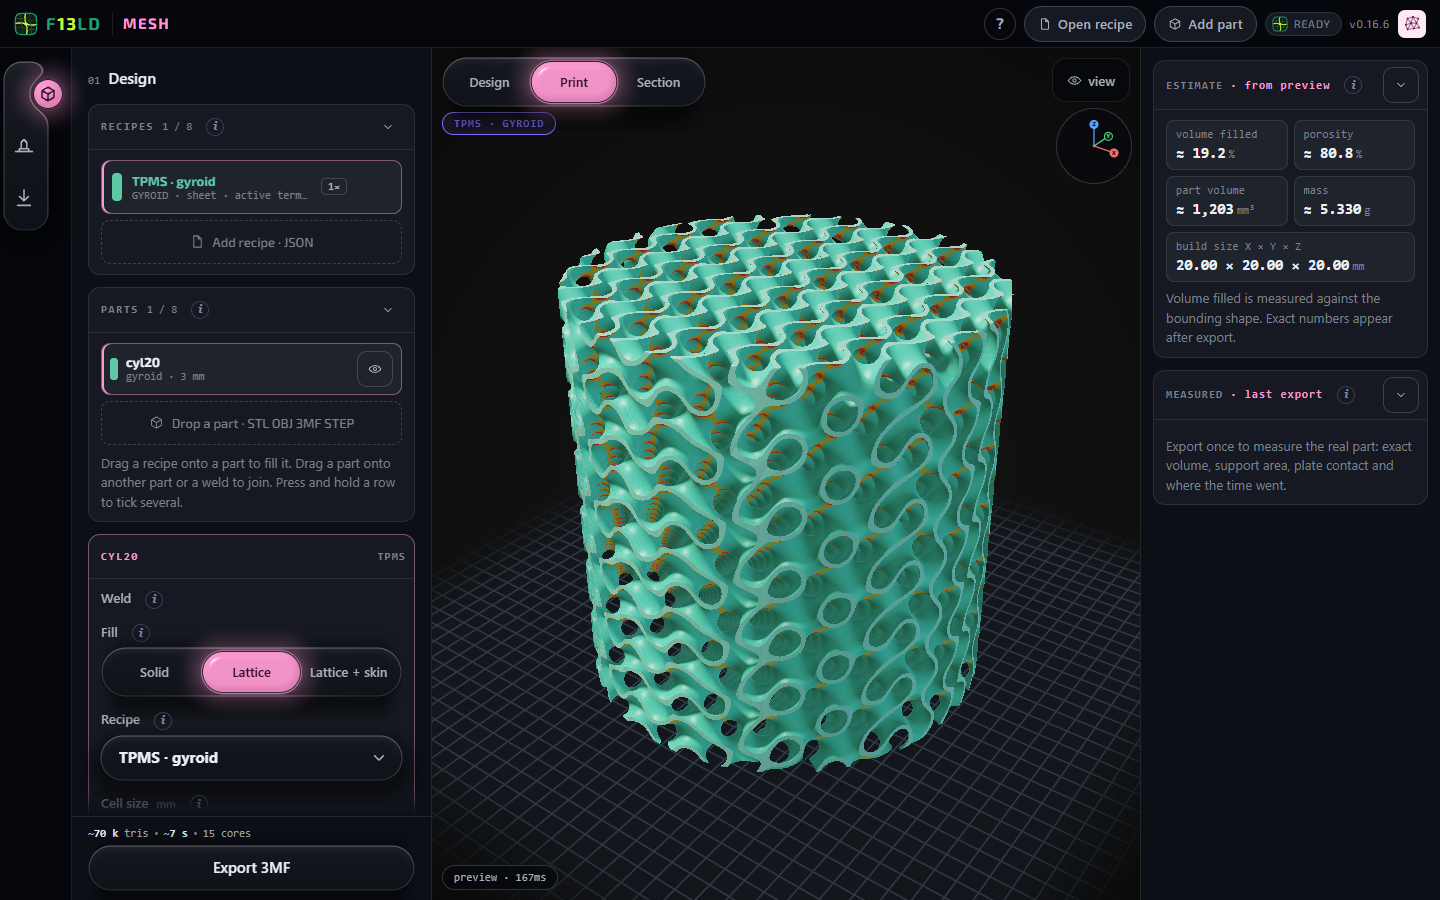 F13LD MESH
?
Open recipe
Add part
READY
v0.16.6
01 Design
RECIPES 1 / 8 i
TPMS · gyroid
GYROID · sheet · active term…
1×
Add recipe · JSON
PARTS 1 / 8 i
cyl20
gyroid · 3 mm
Drop a part · STL OBJ 3MF STEP
Drag a recipe onto a part to fill it. Drag a part onto
another part or a weld to join. Press and hold a row
to tick several.
CYL20 TPMS
Weld i
Fill i
Solid Lattice Lattice + skin
Recipe i
TPMS · gyroid
Cell size mm i
~70 k tris • ~7 s • 15 cores
Export 3MF
Design Print Section
TPMS · GYROID
view
Z
Y
X
preview · 167ms
ESTIMATE · from preview i
volume filled
≈ 19.2 %
porosity
≈ 80.8 %
part volume
≈ 1,203 mm³
mass
≈ 5.330 g
build size X × Y × Z
20.00 × 20.00 × 20.00 mm
Volume filled is measured against the
bounding shape. Exact numbers appear
after export.
MEASURED · last export i
Export once to measure the real part: exact
volume, support area, plate contact and
where the time went.